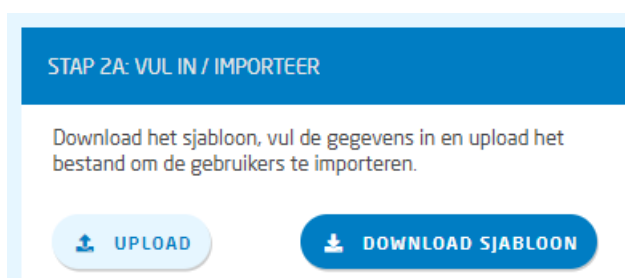 STAP 2A: VUL IN / IMPORTEER
Download het sjabloon, vul de gegevens in en upload het
bestand om de gebruikers te importeren.
UPLOAD
DOWNLOAD SJABLOON